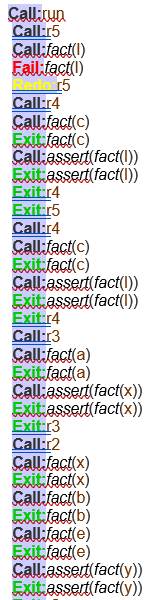 Call:run
Call:r5
Call:fact(l)
Fail:fact(l)
Redo:r5
Call:r4
Call:fact(c)
Exit:fact(c)
Call:assert(fact(l))
Exit:assert(fact(l))
Exit:r4
Exit:r5
Call:r4
Call:fact(c)
Exit:fact(c)
Call:assert(fact(l))
Exit:assert(fact(l))
Exit:r4
Call:r3
Call:fact(a)
Exit:fact(a)
Call:assert(fact(x))
Exit:assert(fact(x))
Exit:r3
Call:r2
Call:fact(x)
Exit:fact(x)
Call:fact(b)
Exit:fact(b)
Call:fact(e)
Exit:fact(e)
Call:assert(fact(y))
Exit:assert(fact(y))